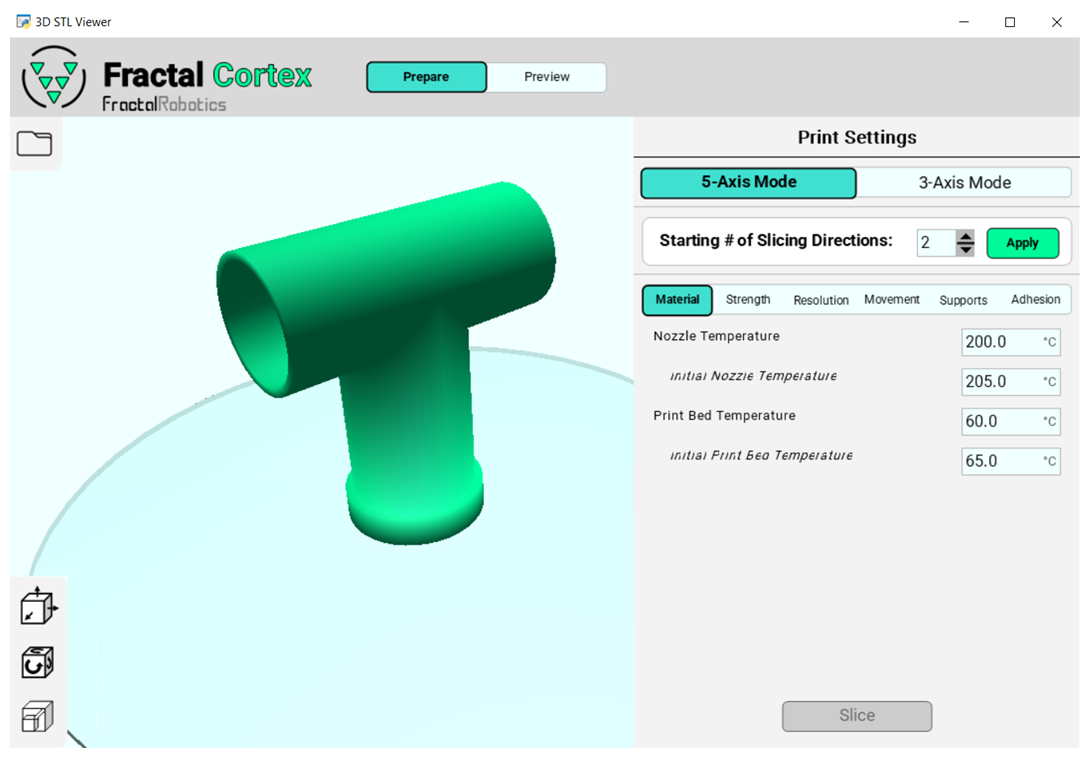 3D STL Viewer
Fractal Cortex
FractalRobotics
Prepare Preview
Print Settings
5-Axis Mode 3-Axis Mode
Starting # of Slicing Directions: 2 Apply
Material Strength Resolution Movement Supports Adhesion
Nozzle Temperature 200.0 °C
Initial Nozzle Temperature 205.0 °C
Print Bed Temperature 60.0 °C
Initial Print Bed Temperature 65.0 °C
Slice